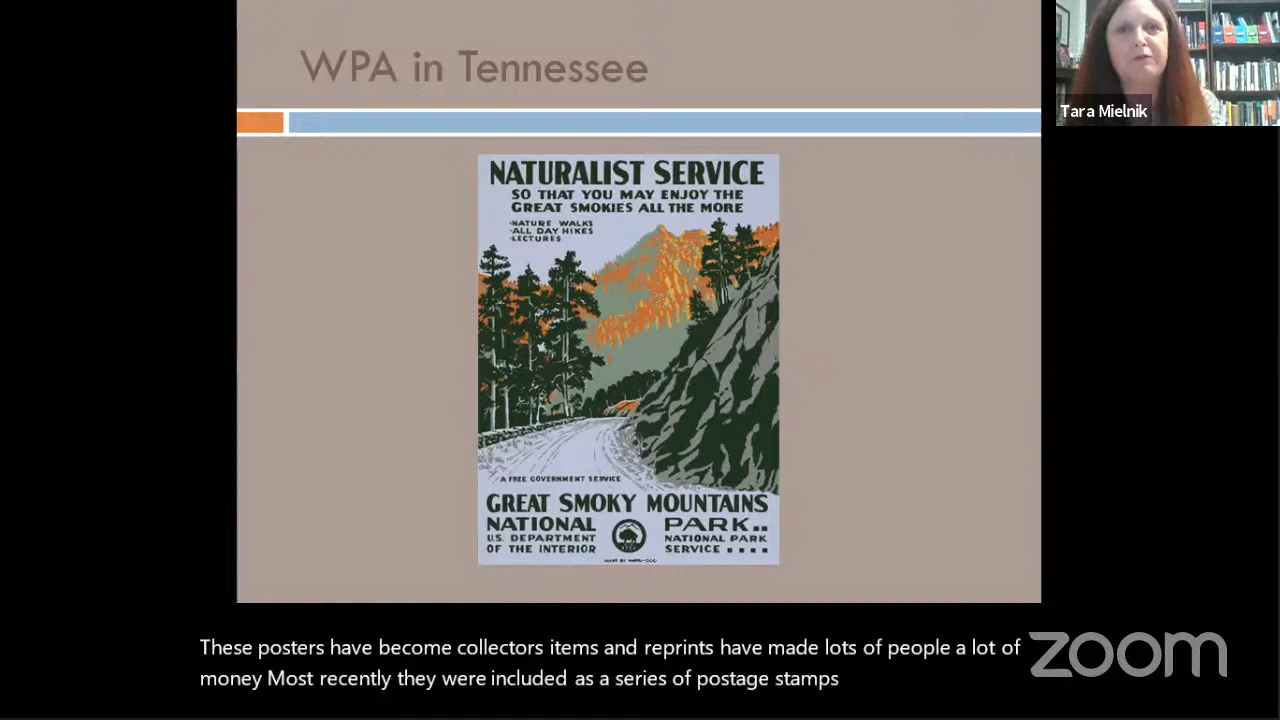 WPA in Tennessee
Tara Mielnik
NATURALIST SERVICE
SO THAT YOU MAY ENJOY THE
GREAT SMOKIES ALL THE MORE
·NATURE WALKS
·ALL DAY HIKES
·LECTURES
A FREE GOVERNMENT SERVICE
GREAT SMOKY MOUNTAINS
NATIONAL PARK..
U.S. DEPARTMENT OF THE INTERIOR
NATIONAL PARK SERVICE ....
These posters have become collectors items and reprints have made lots of people a lot of
money Most recently they were included as a series of postage stamps
zoom